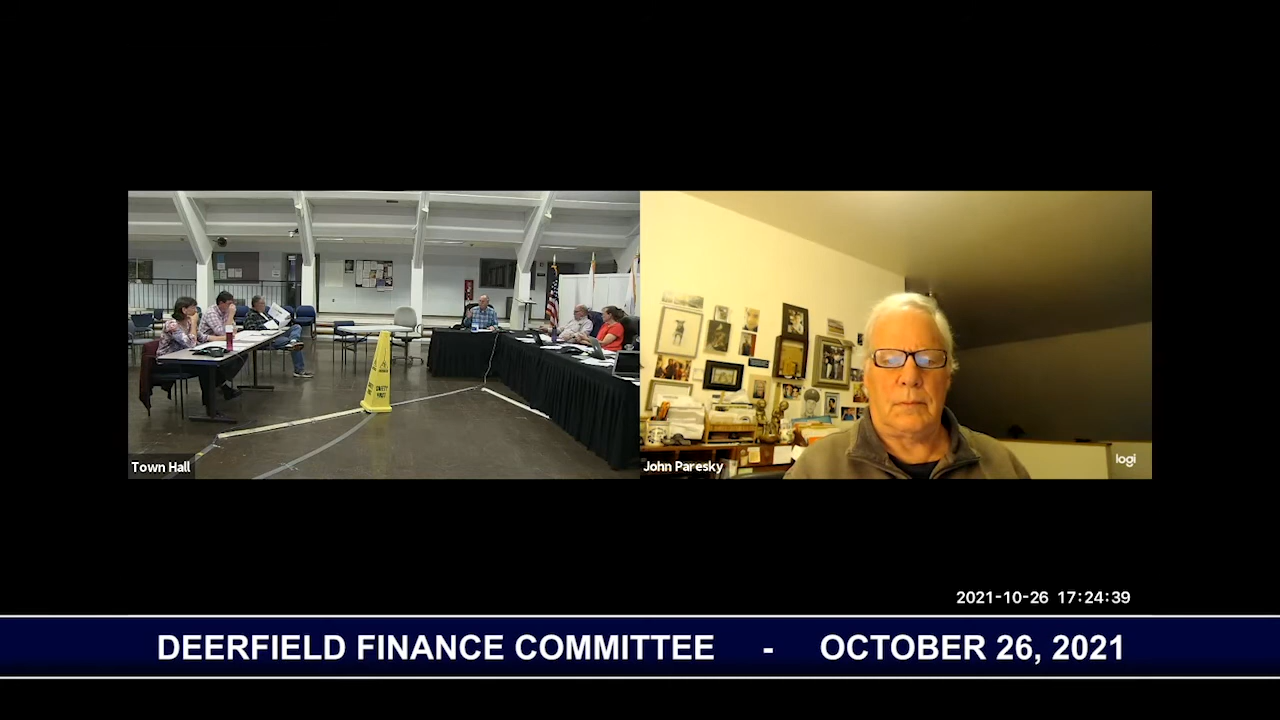 Town Hall
John Paresky
logi
2021-10-26 17:24:39
DEERFIELD FINANCE COMMITTEE - OCTOBER 26, 2021